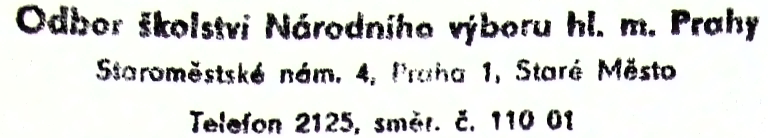 Odbor školství Národního výboru hl. m. Prahy
Staroměstské nám. 4, Praha 1, Staré Město
Telefon 2125, směr. č. 110 01